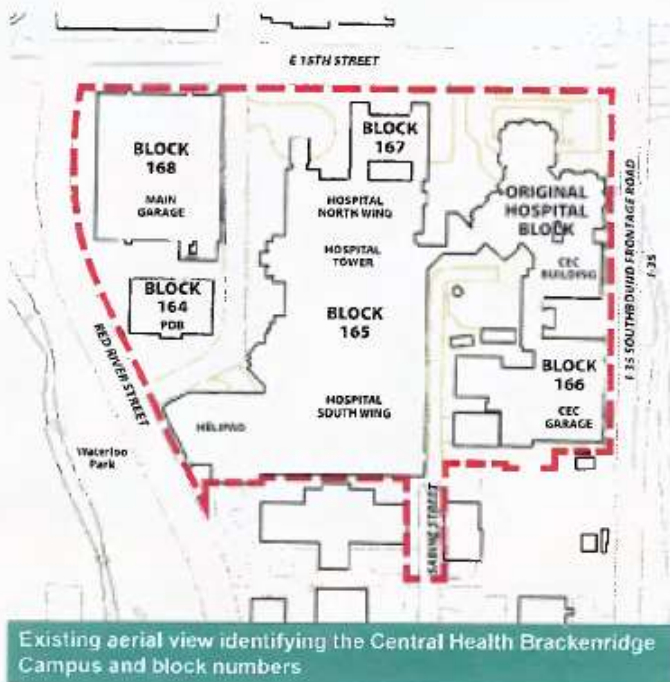 E 15TH STREET
BLOCK
168
MAIN
GARAGE
BLOCK
167
HOSPITAL
NORTH WING
HOSPITAL
TOWER
ORIGINAL
HOSPITAL
BLOCK
CEC
BUILDING
BLOCK
164
PDB
BLOCK
165
BLOCK
166
CEC
GARAGE
HOSPITAL
SOUTH WING
HELIPAD
RED RIVER STREET
Waterloo
Park
SABINE STREET
I-35 SOUTHBOUND FRONTAGE ROAD
I-35
Existing aerial view identifying the Central Health Brackenridge
Campus and block numbers